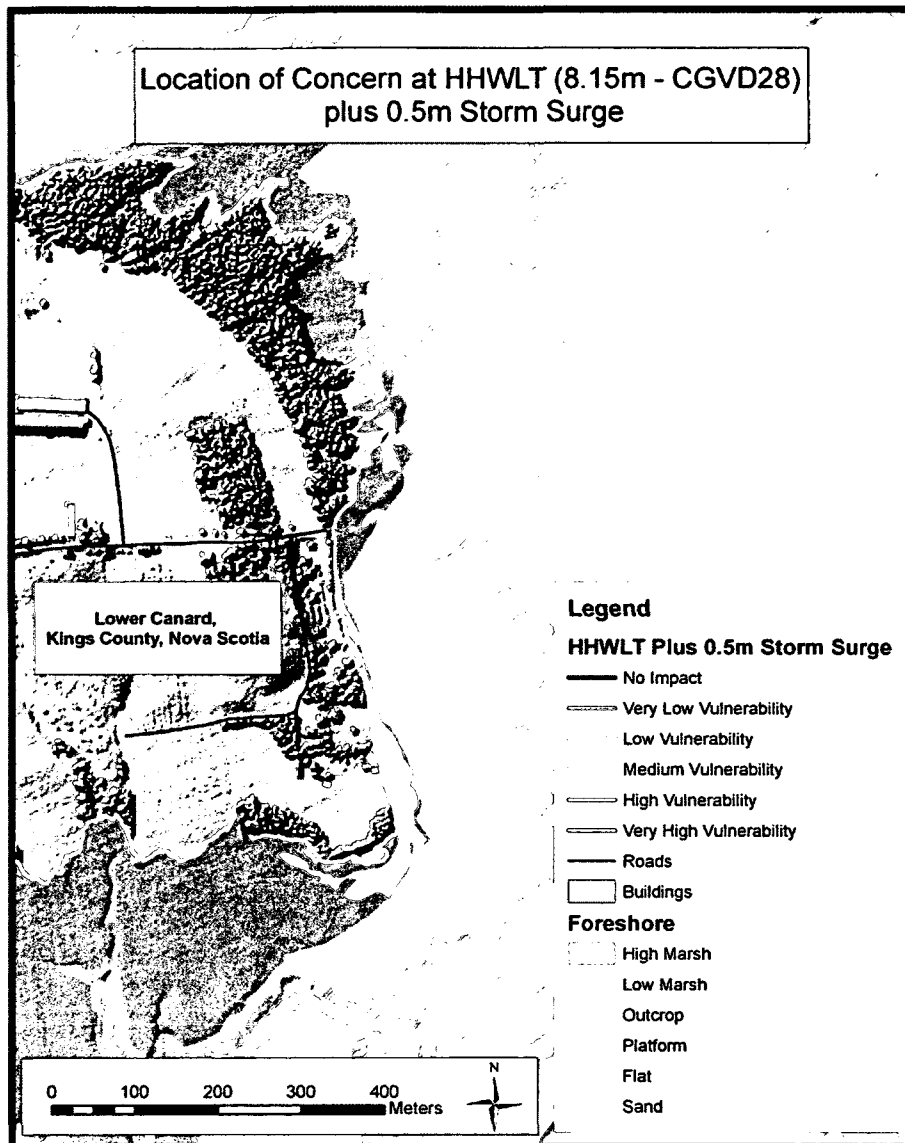 Location of Concern at HHWLT (8.15m - CGVD28)
plus 0.5m Storm Surge
Lower Canard,
Kings County, Nova Scotia
Legend
HHWLT Plus 0.5m Storm Surge
No Impact
Very Low Vulnerability
Low Vulnerability
Medium Vulnerability
High Vulnerability
Very High Vulnerability
Roads
Buildings
Foreshore
High Marsh
Low Marsh
Outcrop
Platform
Flat
Sand
0 100 200 300 400
Meters
N